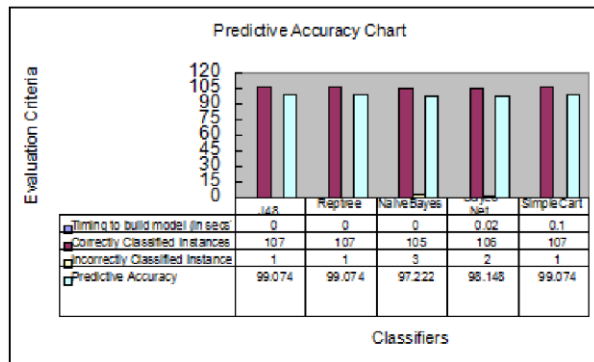 Predictive Accuracy Chart
Evaluation Criteria
120
105
90
75
60
45
30
15
0
J48 Reptree NaïveBayes Bayes Net SimpleCart
Timing to build model (in secs) 0 0 0 0.02 0.1
Correctly Classified Instances 107 107 105 106 107
Incorrectly Classified Instance 1 1 3 2 1
Predictive Accuracy 99.074 99.074 97.222 98.148 99.074
Classifiers